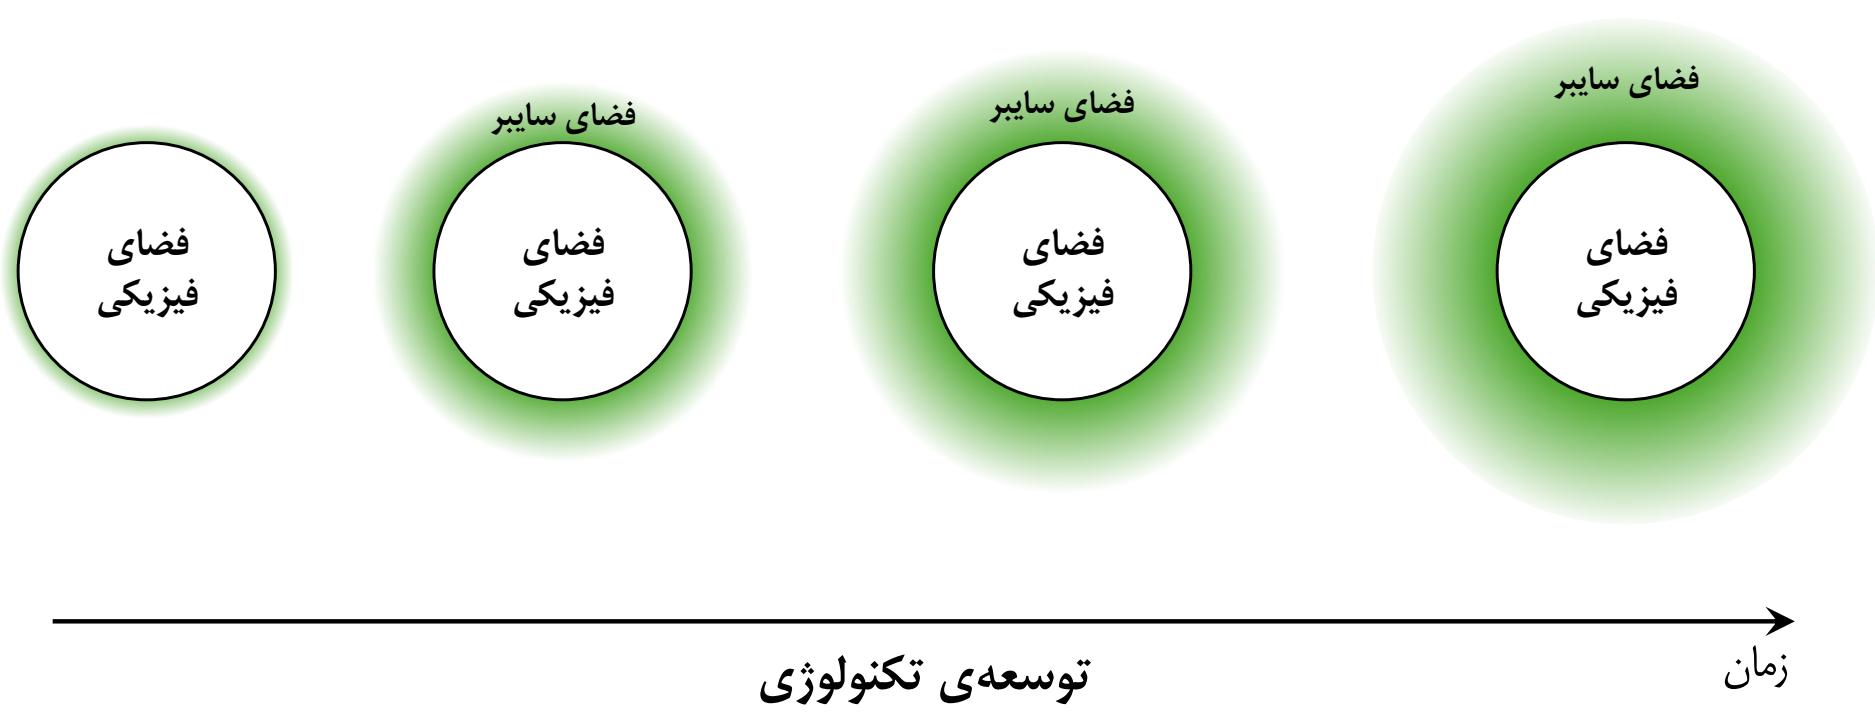 فضای سایبر
فضای سایبر
فضای سایبر
فضای
فیزیکی
فضای
فیزیکی
فضای
فیزیکی
فضای
فیزیکی
زمان
توسعه‌ی تکنولوژی